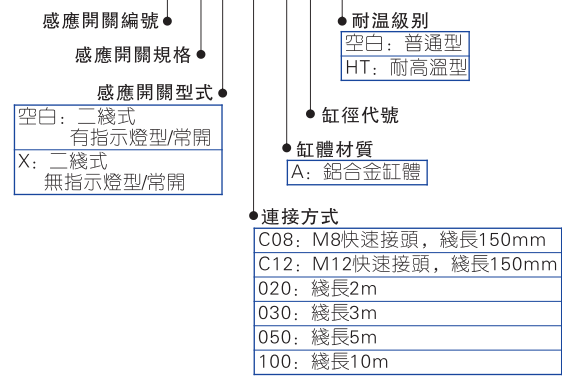 感應開關編號
耐温級别
空白：普通型
HT：耐高溫型
感應開關規格
感應開關型式
空白：二綫式
有指示燈型/常開
X：二綫式
無指示燈型/常開
缸徑代號
缸體材質
A：鋁合金缸體
連接方式
C08：M8快速接頭，綫長150mm
C12：M12快速接頭，綫長150mm
020：綫長2m
030：綫長3m
050：綫長5m
100：綫長10m